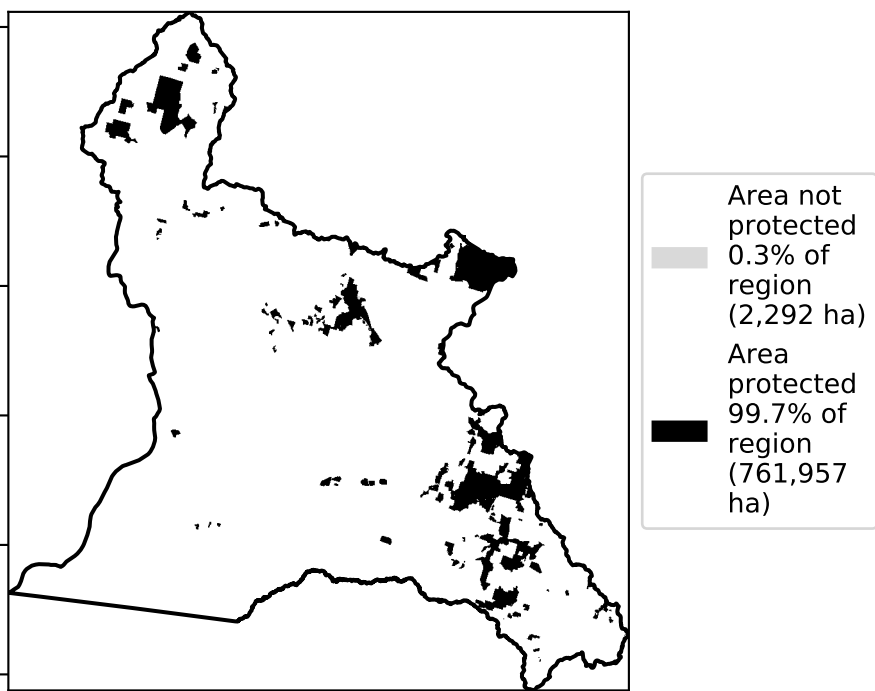 Area not
protected
0.3% of
region
(2,292 ha)
Area
protected
99.7% of
region
(761,957
ha)